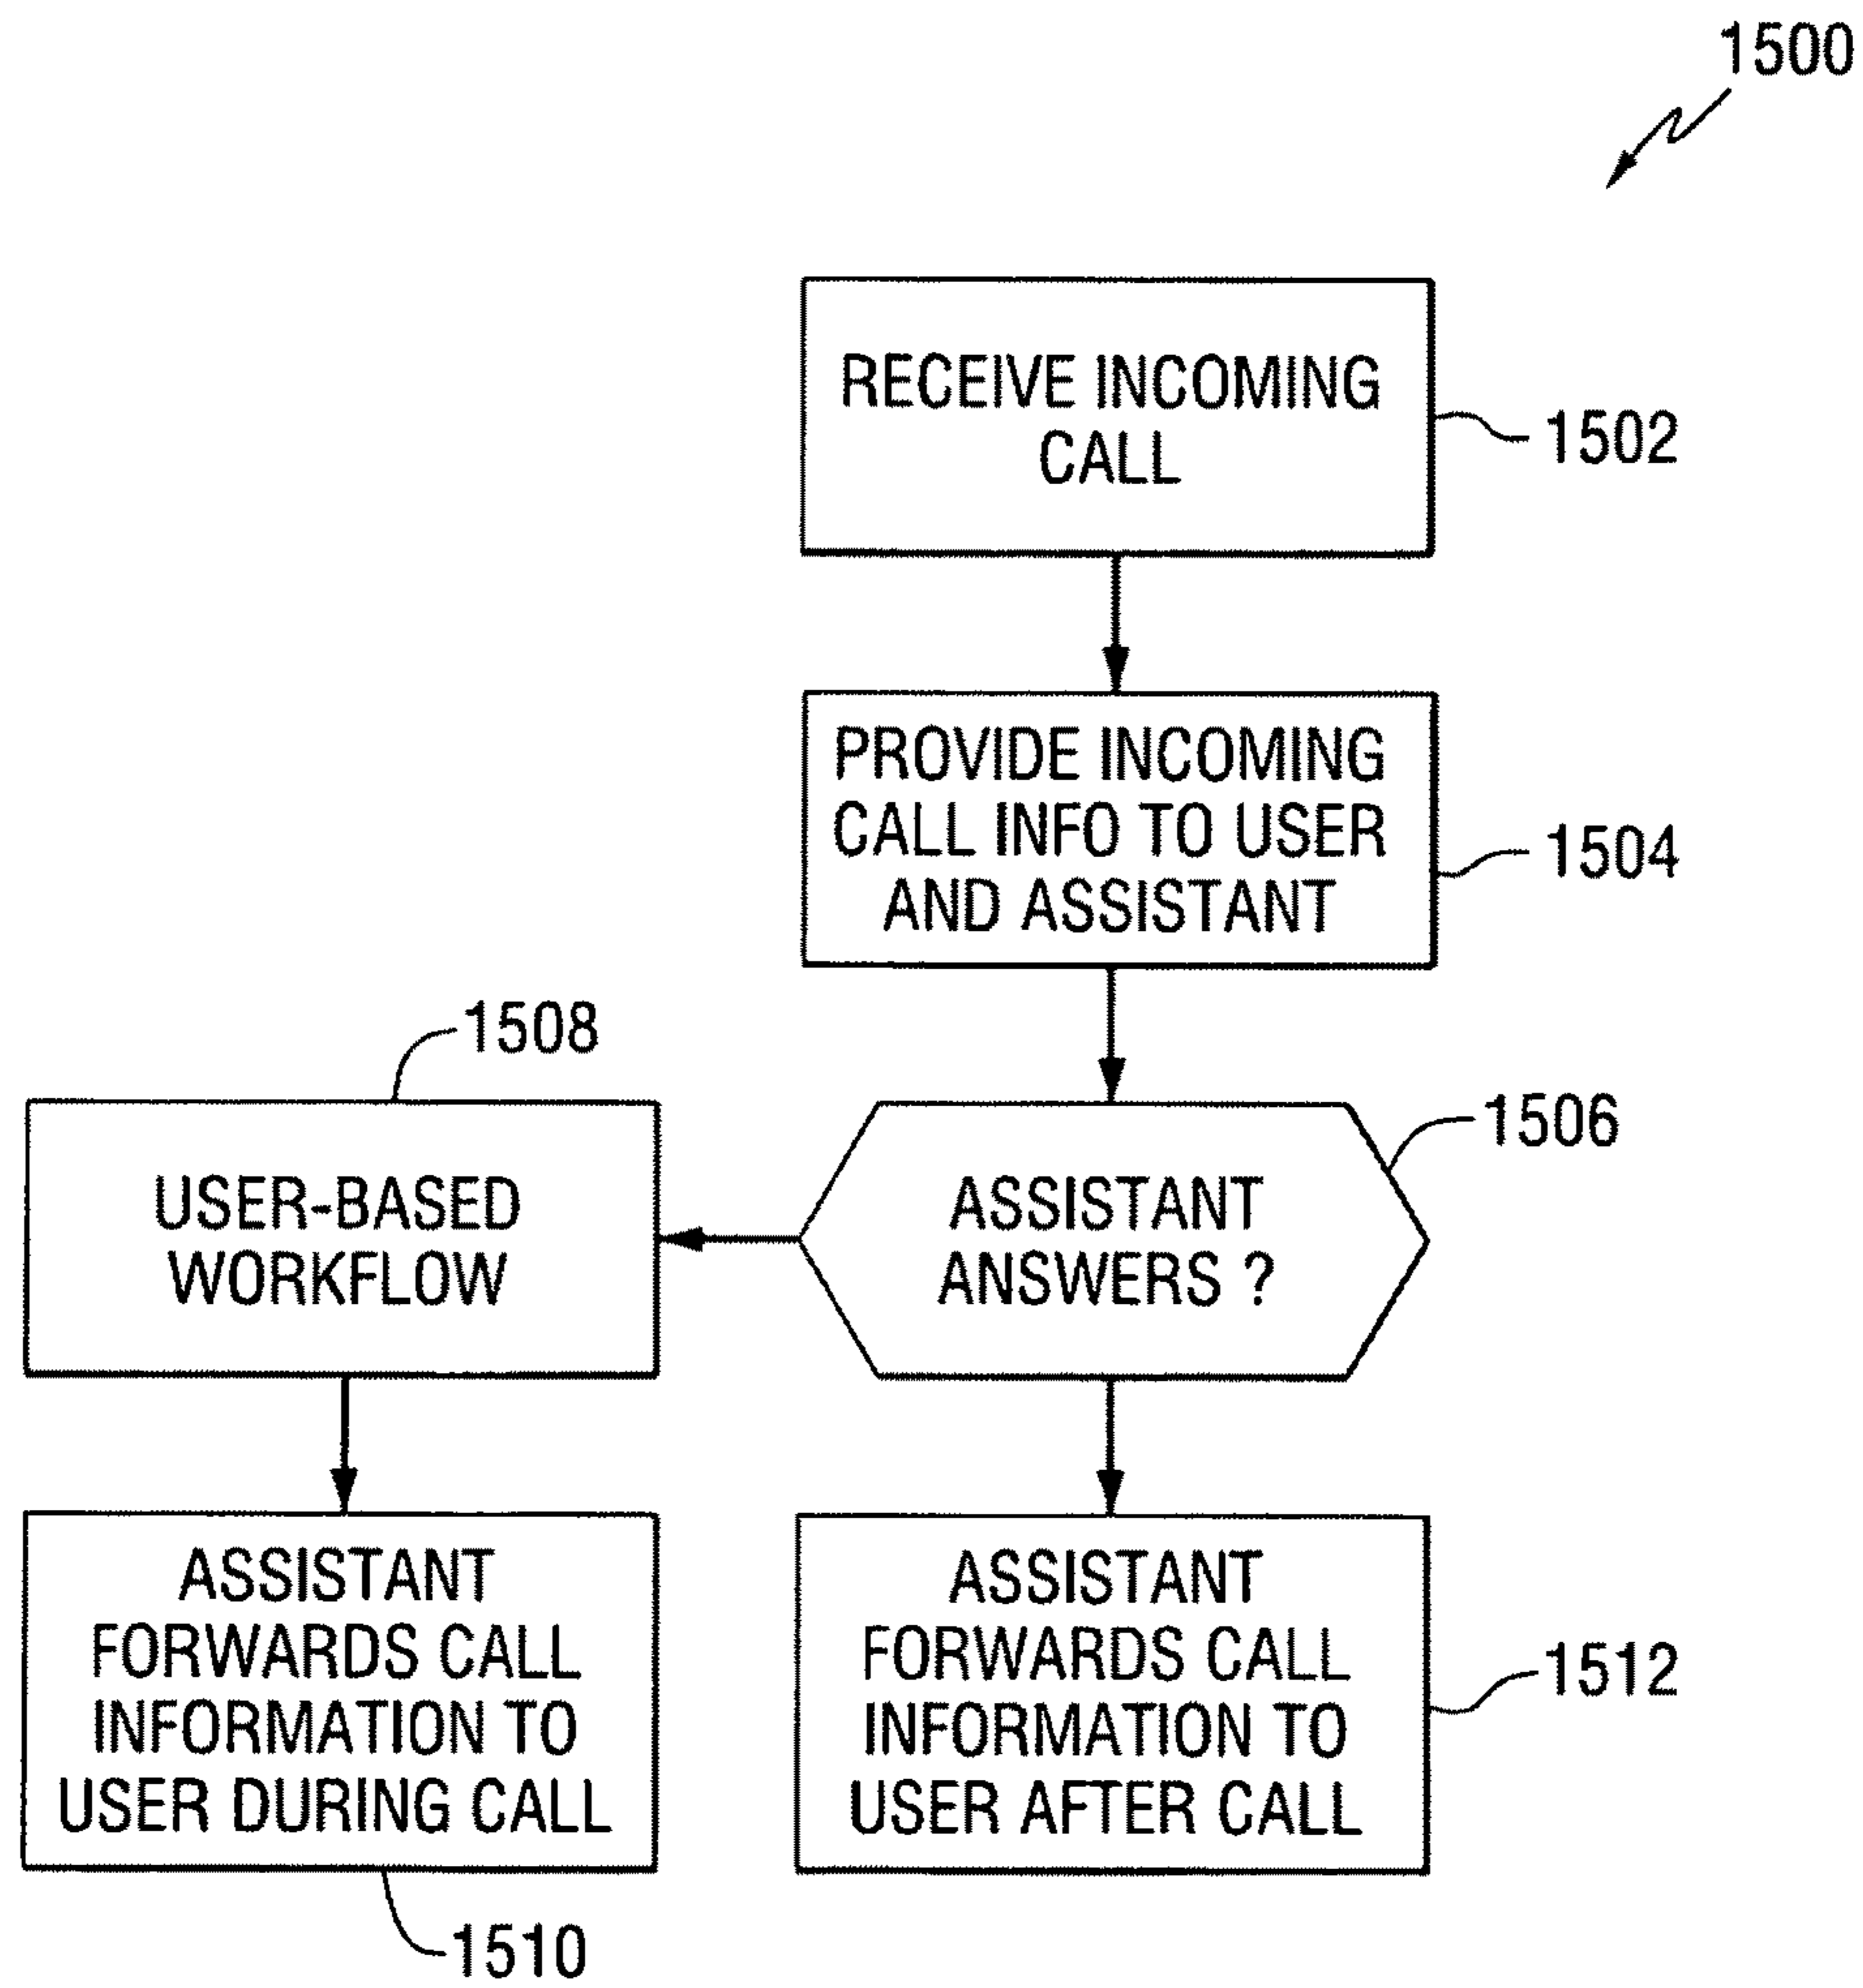 1500
RECEIVE INCOMING
CALL
1502
PROVIDE INCOMING
CALL INFO TO USER
AND ASSISTANT
1504
1508
USER-BASED
WORKFLOW
1506
ASSISTANT
ANSWERS ?
ASSISTANT
FORWARDS CALL
INFORMATION TO
USER DURING CALL
1510
ASSISTANT
FORWARDS CALL
INFORMATION TO
USER AFTER CALL
1512